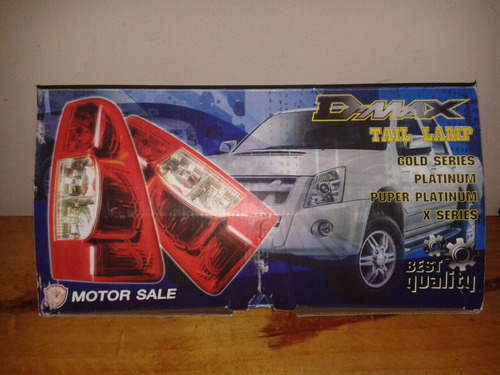 D-MAX
TAIL LAMP
GOLD SERIES
PLATINUM
PUPER PLATINUM
X SERIES
BEST
quality
MOTOR SALE